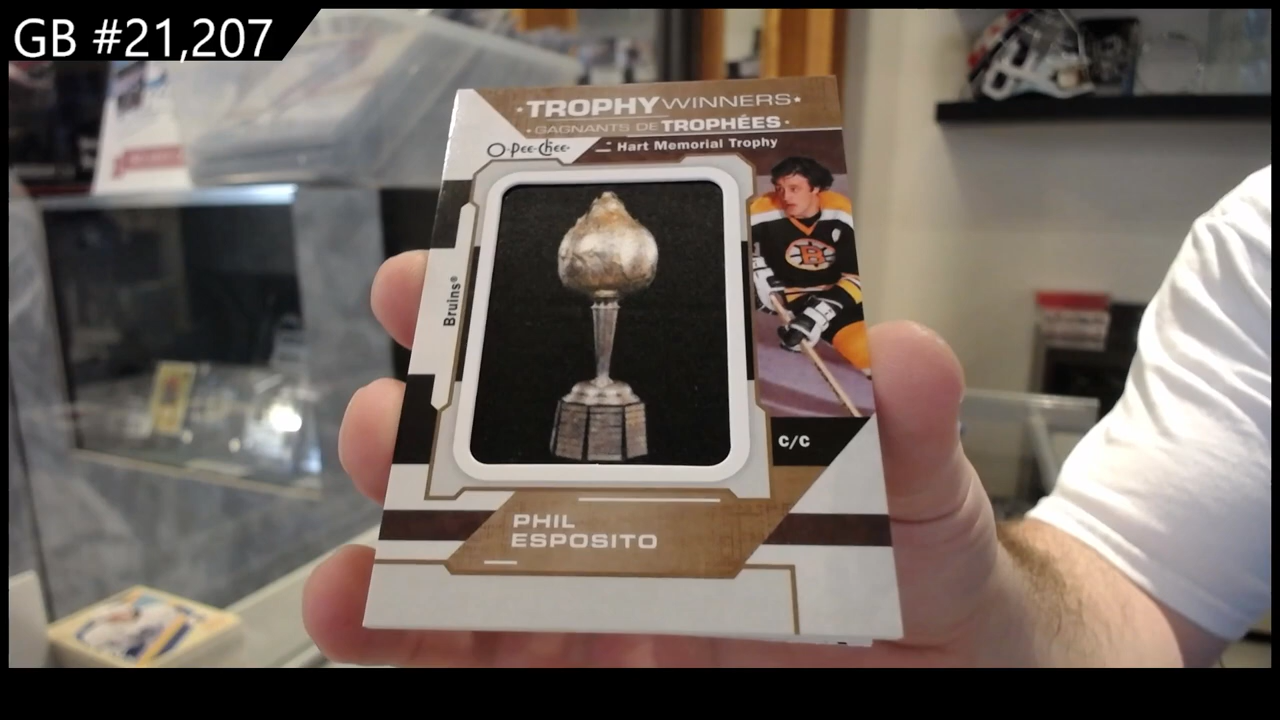 GB #21,207
TROPHY WINNERS
GAGNANTS DE TROPHÉES
O-Pee-Chee
Hart Memorial Trophy
Bruins®
B
C/C
PHIL
ESPOSITO